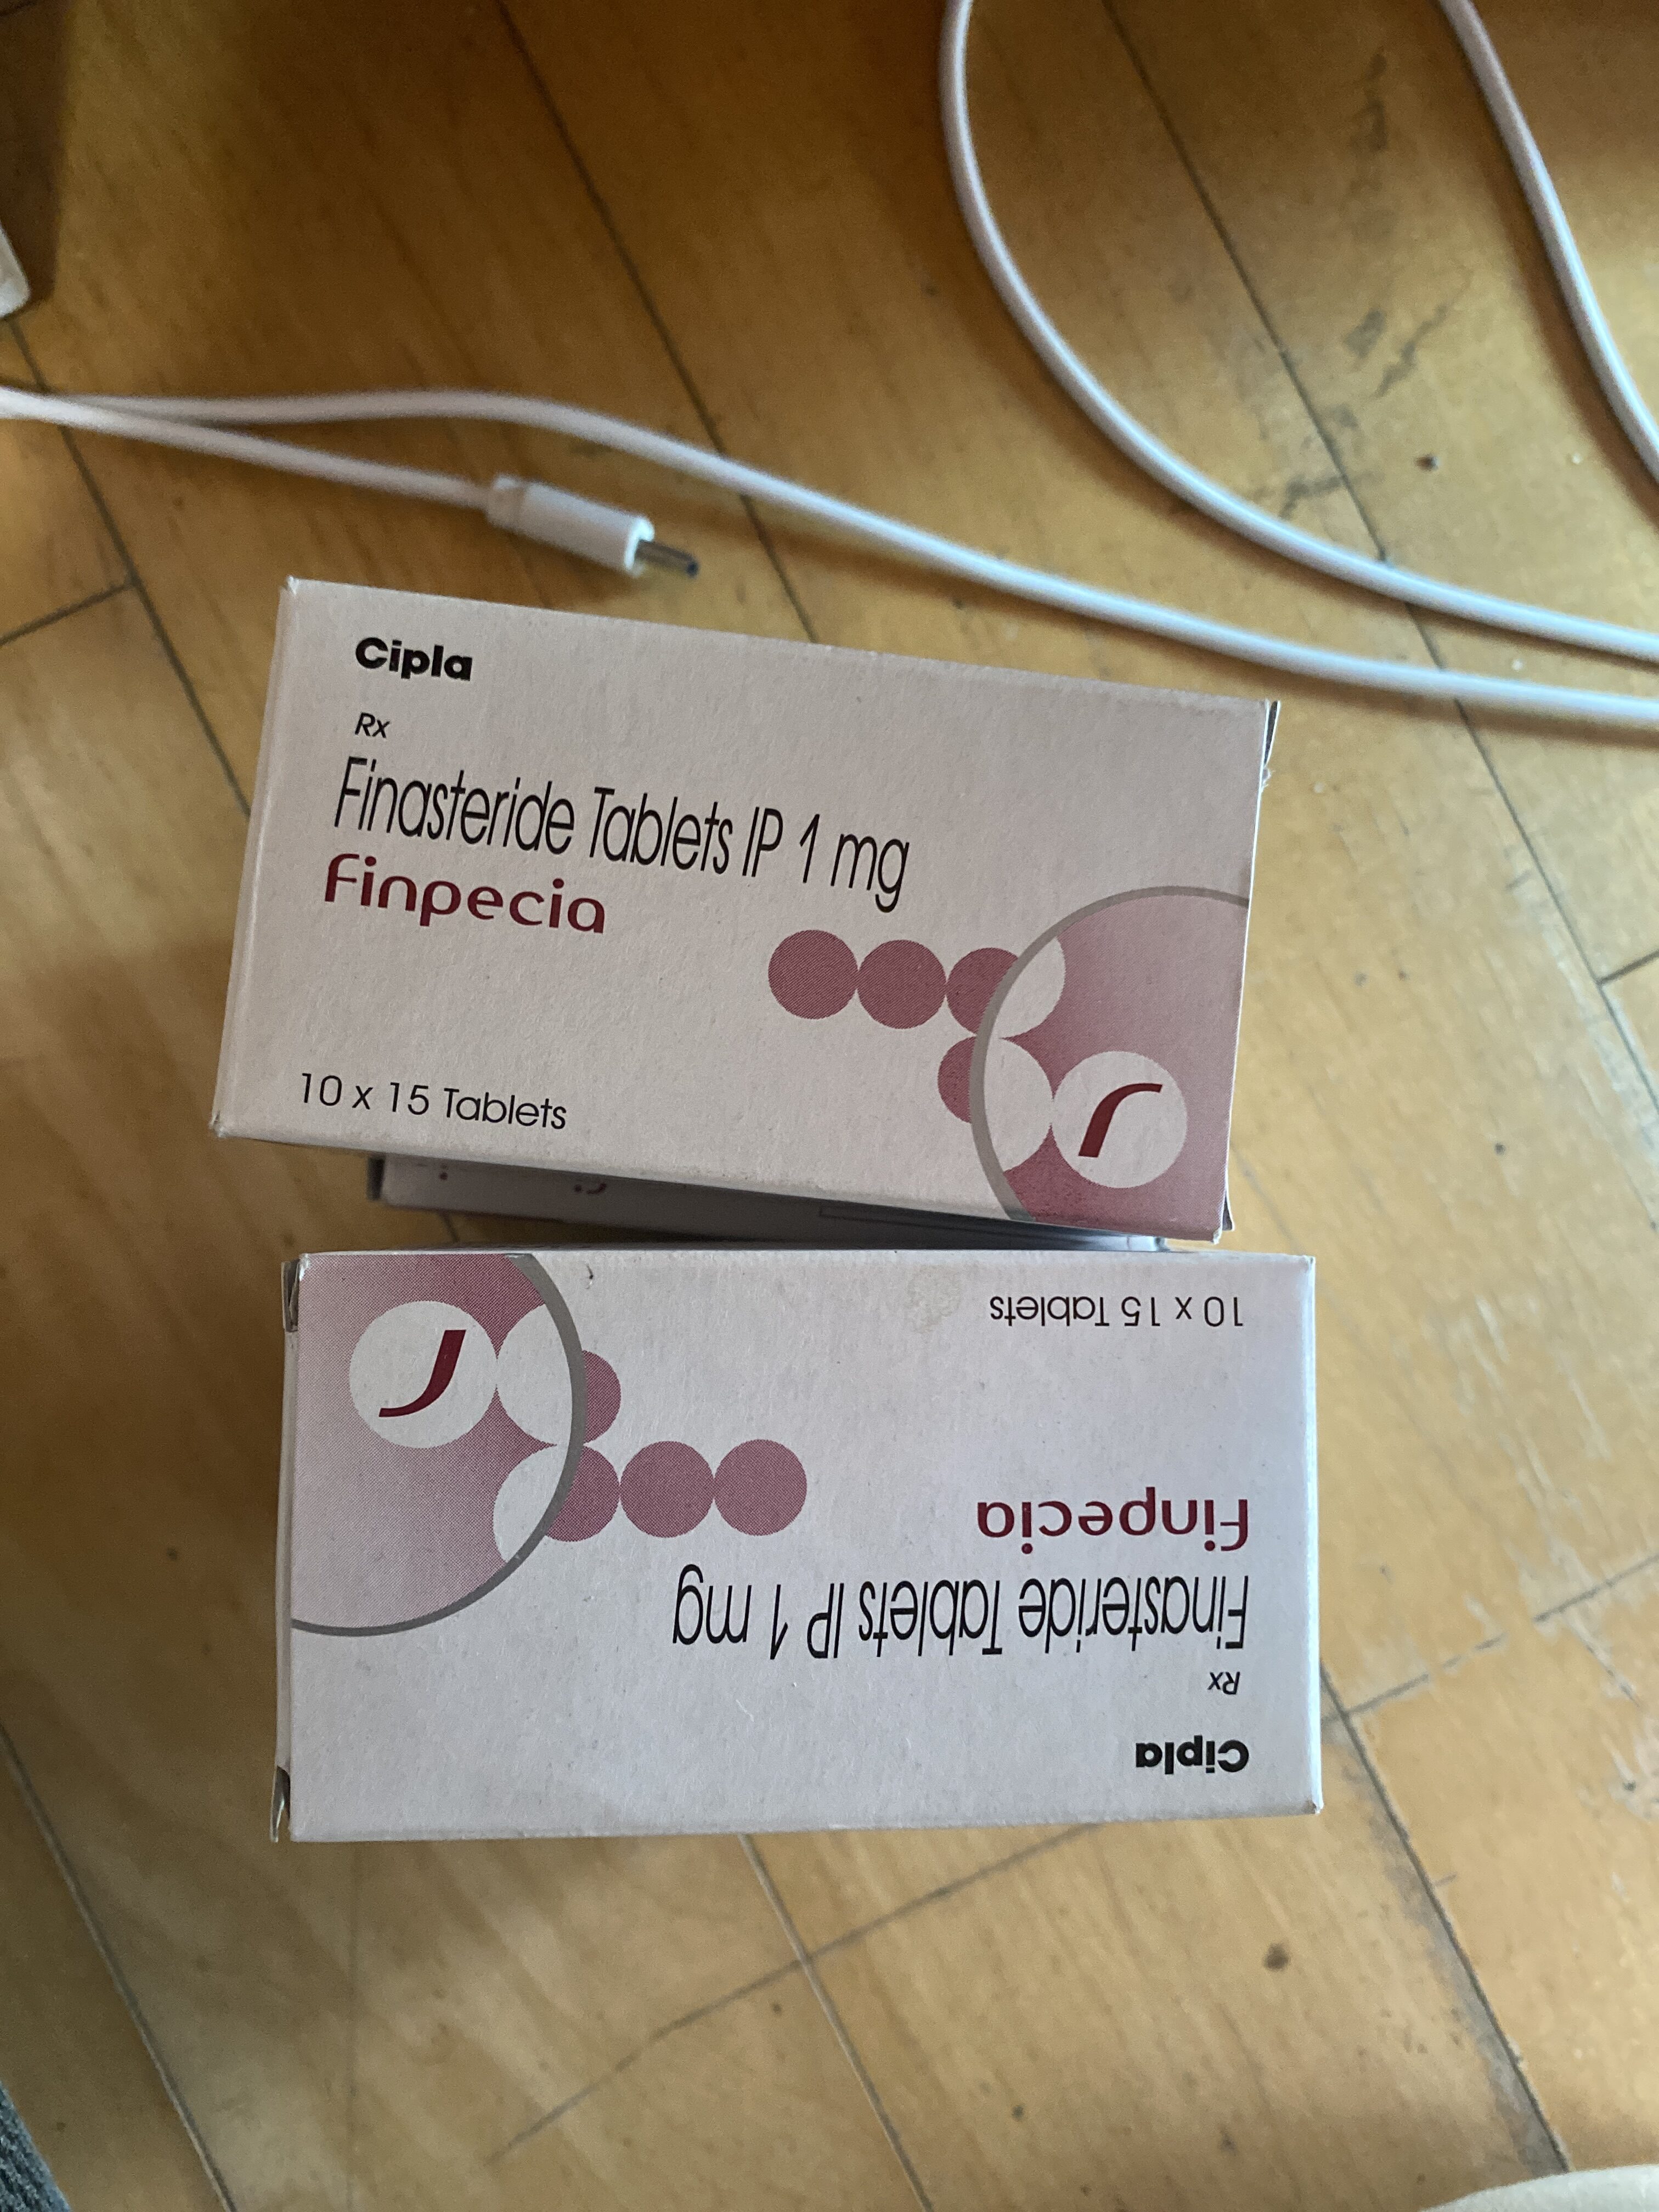 Cipla
Rx
Finasteride Tablets IP 1 mg
Finpecia
10 x 15 Tablets
10 x 15 Tablets
Finpecia
Finasteride Tablets IP 1 mg
Rx
Cipla